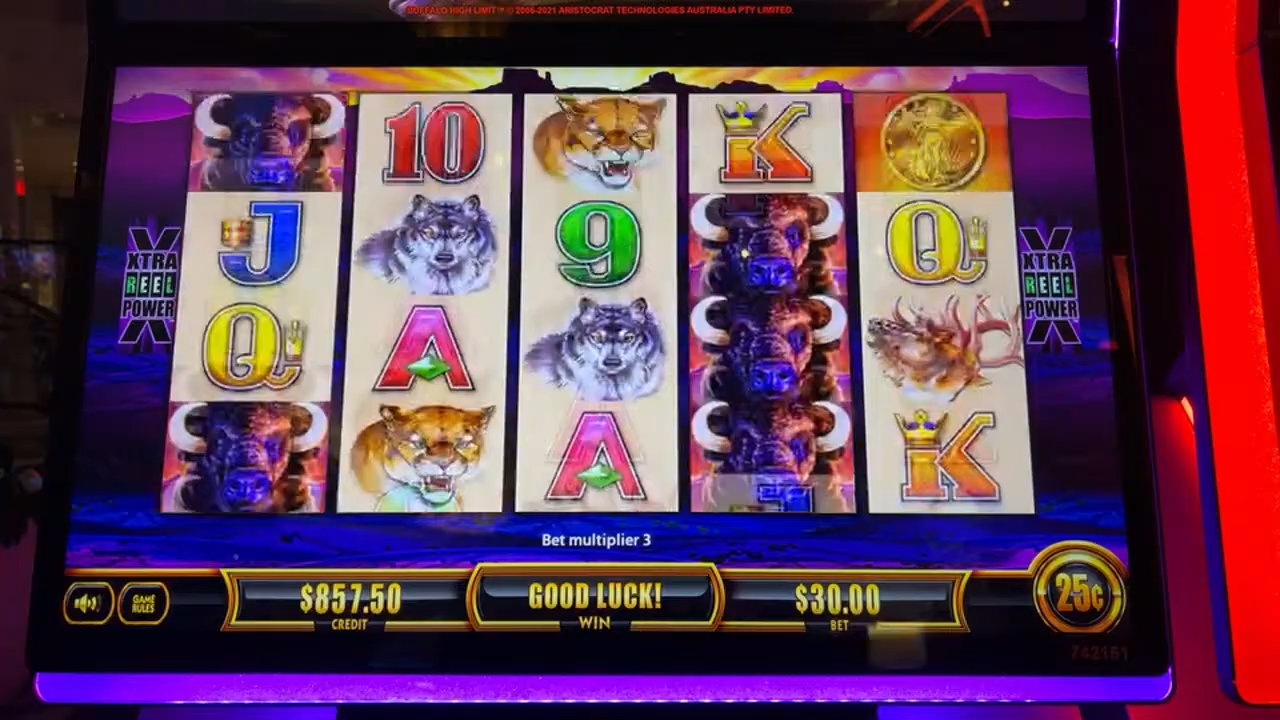 BUFFALO HIGH LIMIT™ © 2006-2021 ARISTOCRAT TECHNOLOGIES AUSTRALIA PTY LIMITED.
10
K
J
9
Q
XTRA
REEL
POWER
X
XTRA
REEL
POWER
X
Q
A
A
K
Bet multiplier 3
GAME
RULES
$857.50
CREDIT
GOOD LUCK!
WIN
$30.00
BET
25¢
742151